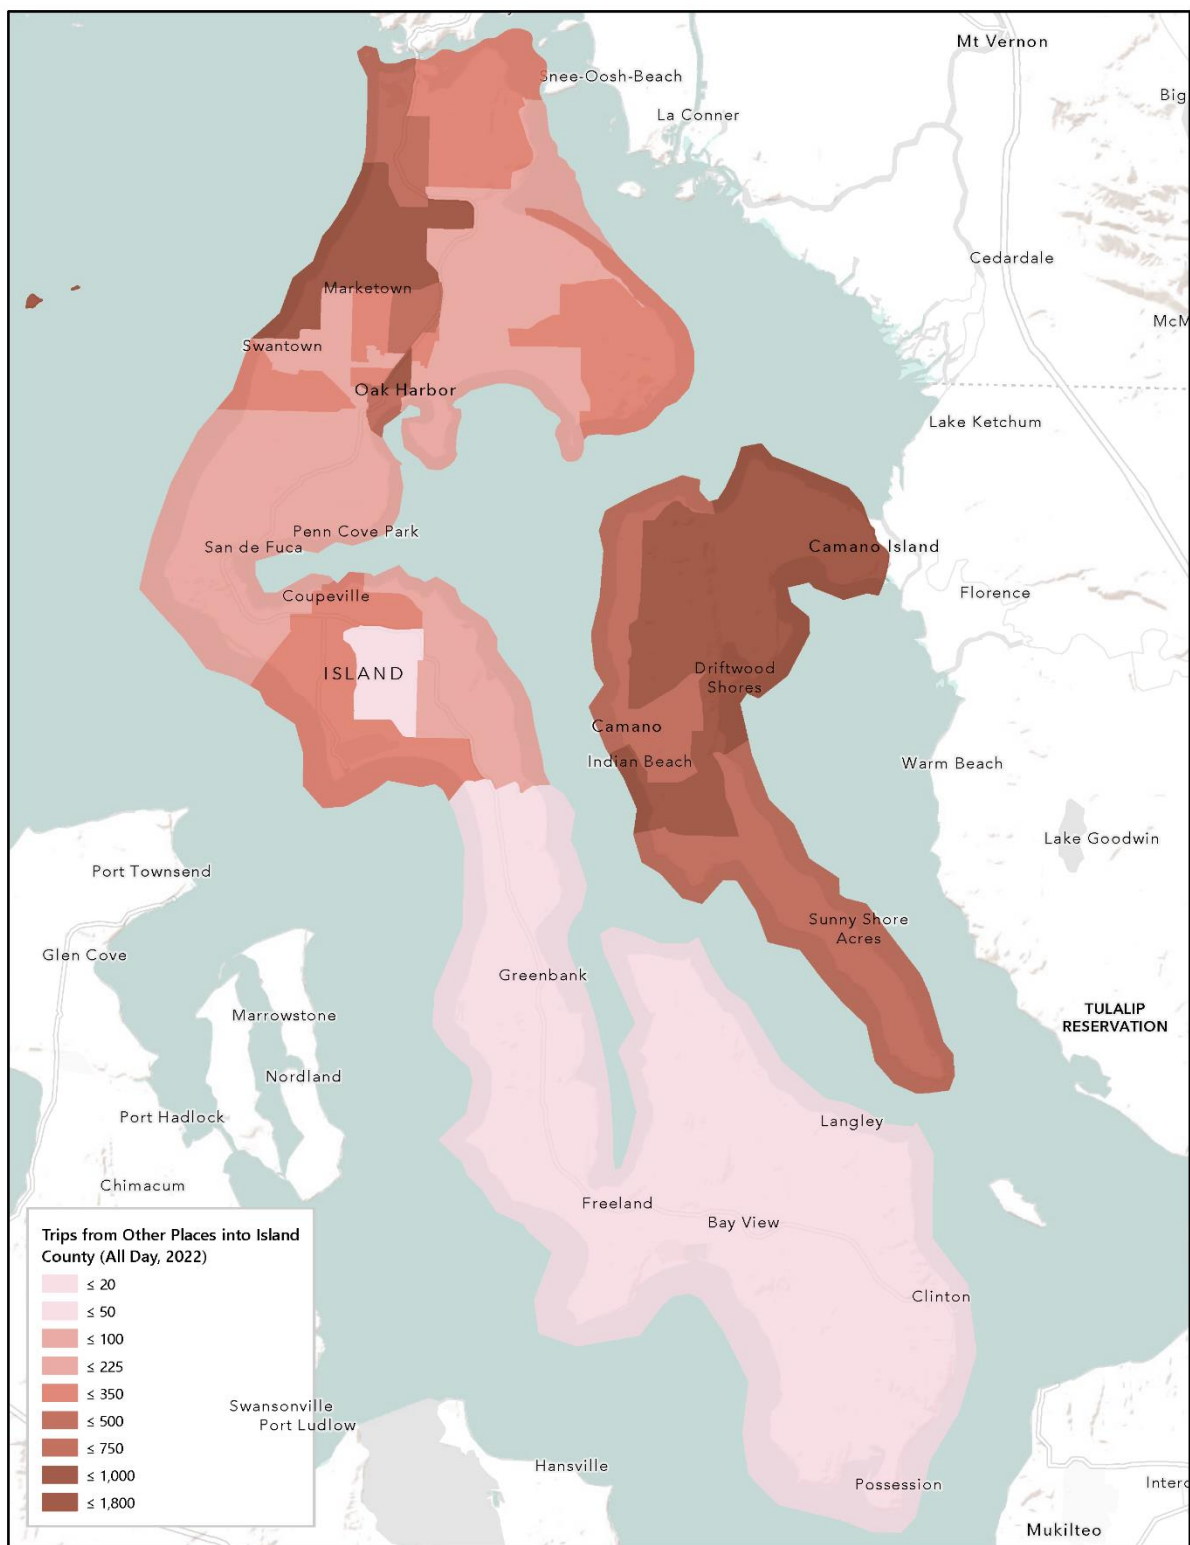 Mt Vernon
Snee-Oosh-Beach
Big
La Conner
Cedardale
Marketown
McM
Swantown
Oak Harbor
Lake Ketchum
Penn Cove Park
San de Fuca
Camano Island
Coupeville
Florence
ISLAND
Driftwood
Shores
Camano
Indian Beach
Warm Beach
Lake Goodwin
Port Townsend
Sunny Shore
Acres
Glen Cove
Greenbank
Marrowstone
TULALIP
RESERVATION
Nordland
Port Hadlock
Langley
Chimacum
Freeland
Bay View
Clinton
Trips from Other Places into Island
County (All Day, 2022)
≤ 20
≤ 50
≤ 100
≤ 225
≤ 350
≤ 500
≤ 750
≤ 1,000
≤ 1,800
Swansonville
Port Ludlow
Hansville
Possession
Interc
Mukilteo